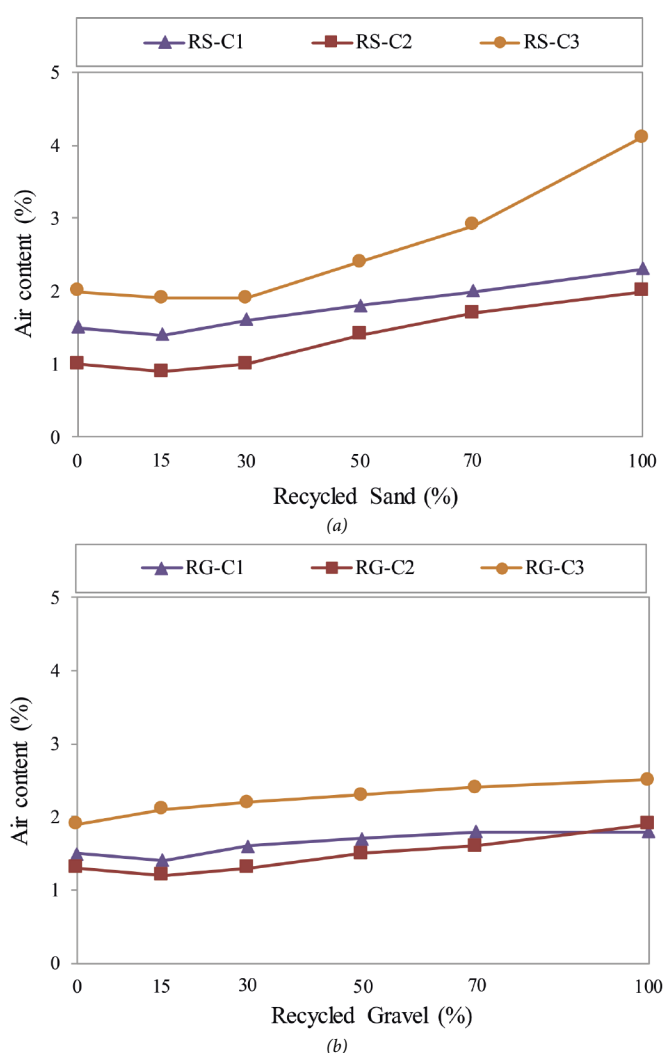 RS-C1 RS-C2 RS-C3
5
4
3
2
1
0
Air content (%)
0 15 30 50 70 100
Recycled Sand (%)
(a)
RG-C1 RG-C2 RG-C3
5
4
3
2
1
0
Air content (%)
0 15 30 50 70 100
Recycled Gravel (%)
(b)